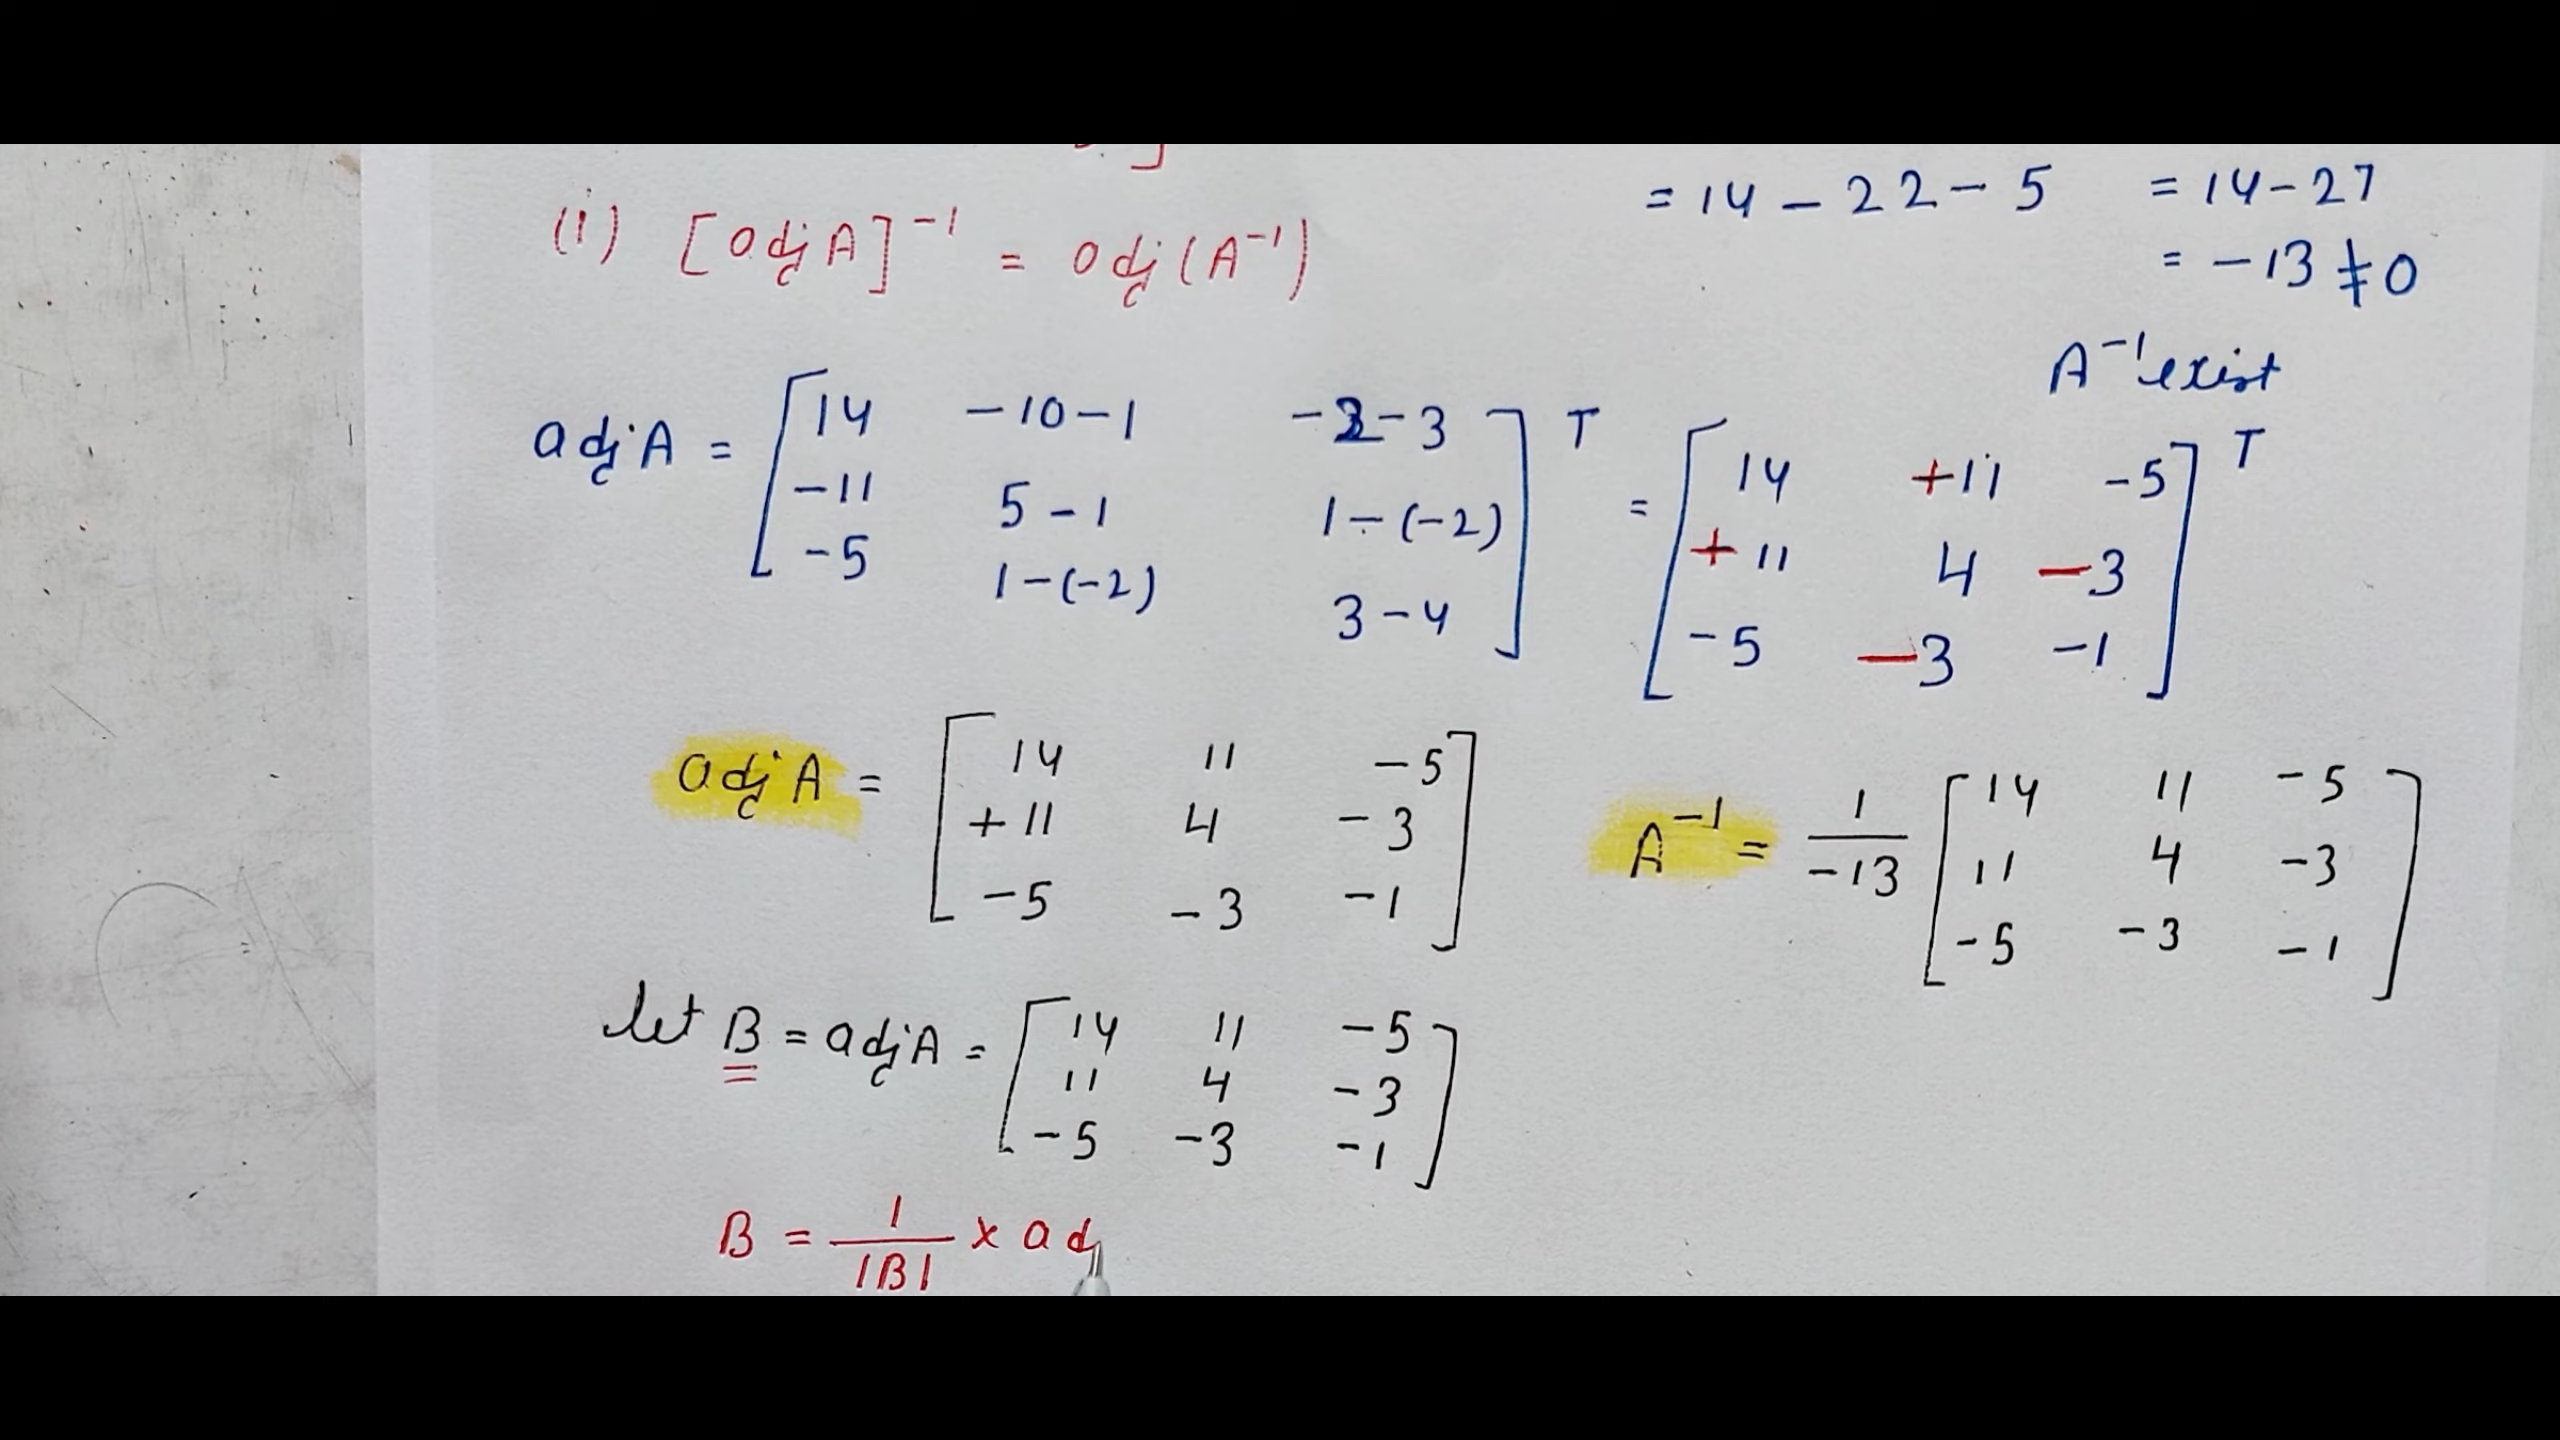 (i) [adj A]⁻¹ = adj(A⁻¹)
= 14 - 22 - 5 = 14 - 27
= -13 ≠ 0
A⁻¹ exist
adj A = [14 -10-1 -2-3
-11 5-1 1-(-2)
-5 1-(-2) 3-4] T
= [14 +11 -5
+11 4 -3
-5 -3 -1] T
adj A = [14 11 -5
+11 4 -3
-5 -3 -1]
A⁻¹ = 1/-13 [14 11 -5
11 4 -3
-5 -3 -1]
let B = adj A = [14 11 -5
11 4 -3
-5 -3 -1]
B = 1/|B| × ad